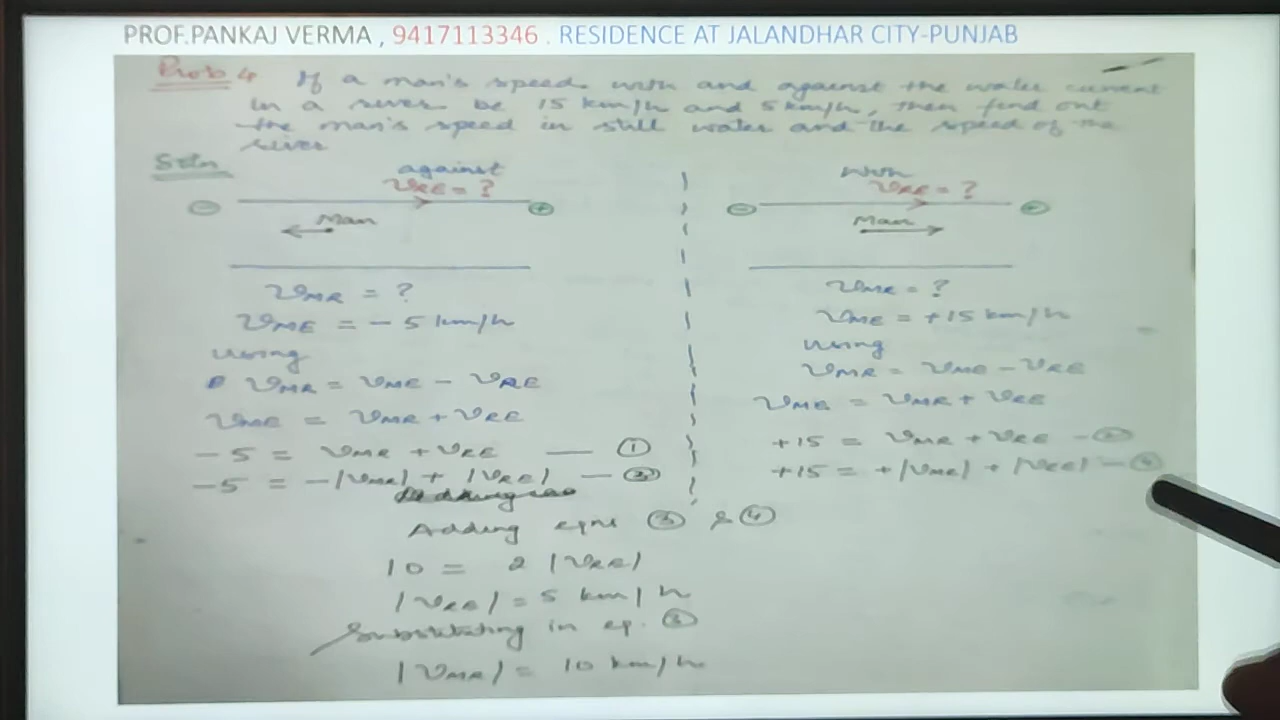 PROF.PANKAJ VERMA , 9417113346 . RESIDENCE AT JALANDHAR CITY-PUNJAB
Prob 4 If a man's speed with and against the water current
in a river be 15 km/h and 5 km/h, then find out
the man's speed in still water and the speed of the
river
Soln
against
VRE = ?
- +
Man
VMR = ?
VME = - 5 km/h
using
VMR = VME - VRE
VME = VMR + VRE
-5 = VMR + VRE — 1
-5 = -|VMR| + |VRE| — 3
with
VRE = ?
- +
Man
VMR = ?
VME = +15 km/h
using
VMR = VME - VRE
VME = VMR + VRE
+15 = VMR + VRE — 2
+15 = +|VMR| + |VRE| — 4
Adding eqns 3 & 4
10 = 2 |VRE|
|VRE| = 5 km/h
Substituting in eq. 3
|VMR| = 10 km/h